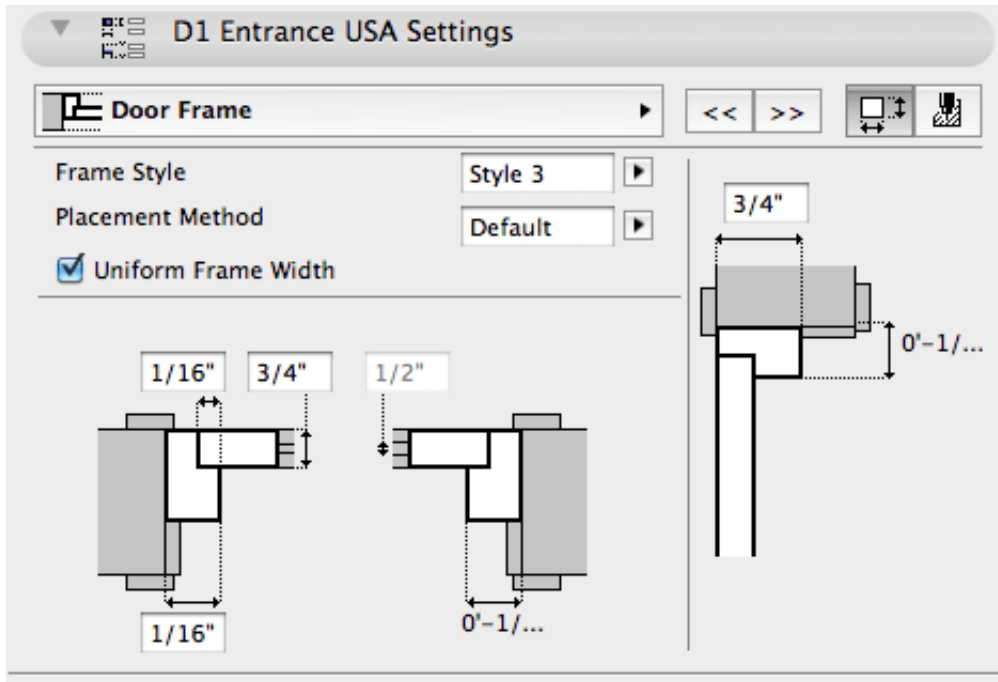 D1 Entrance USA Settings
Door Frame
<< >>
Frame Style Style 3
Placement Method Default
Uniform Frame Width
3/4"
0'-1/...
1/16" 3/4" 1/2"
1/16" 0'-1/...